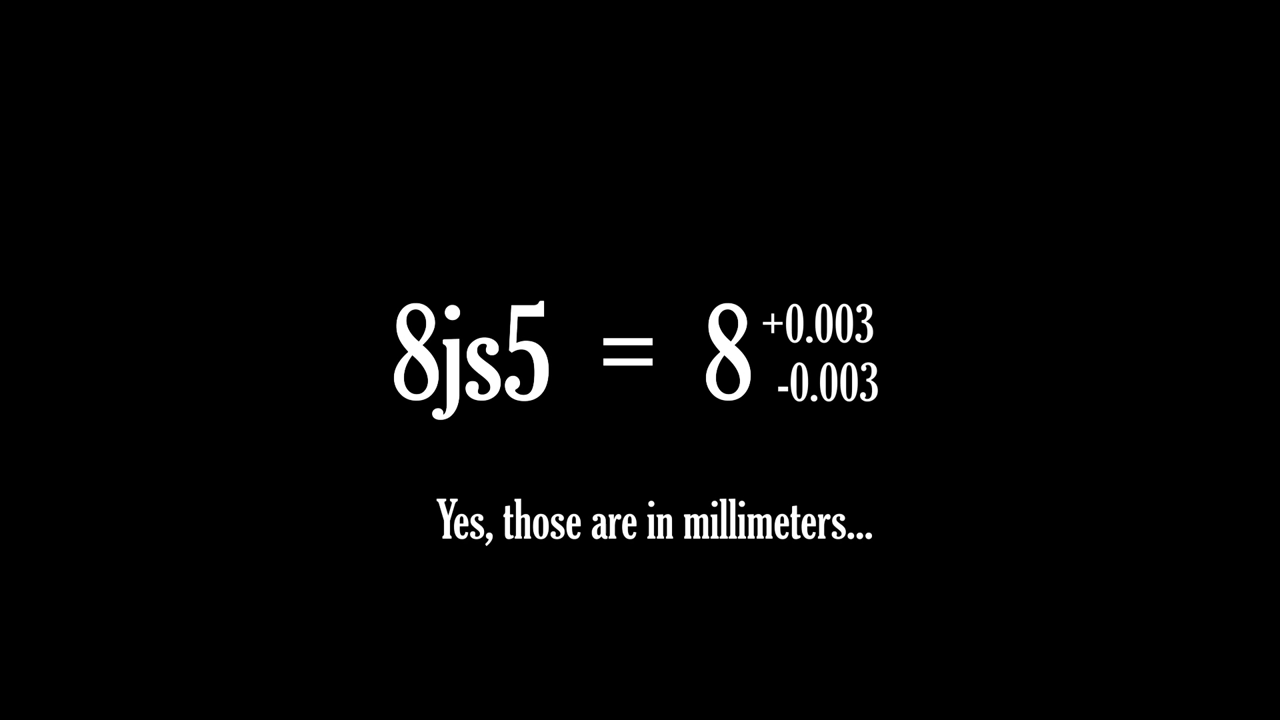 8js5 = 8 +0.003 -0.003
Yes, those are in millimeters...